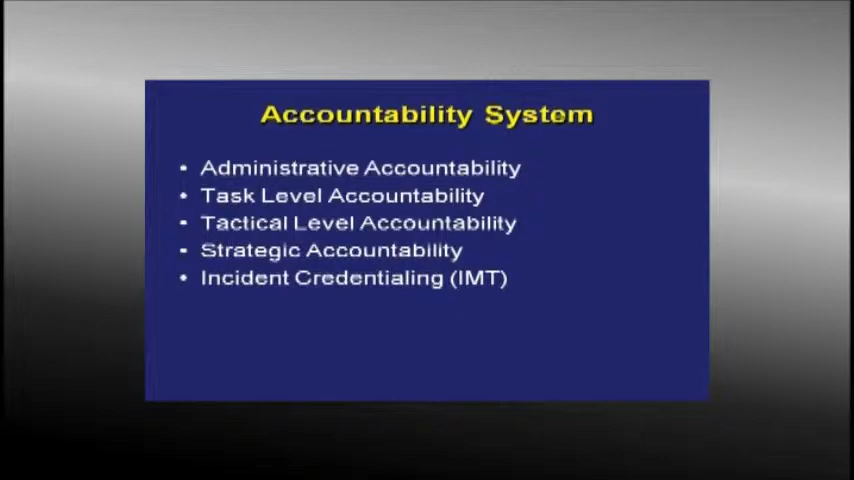 Accountability System
• Administrative Accountability
• Task Level Accountability
• Tactical Level Accountability
• Strategic Accountability
• Incident Credentialing (IMT)